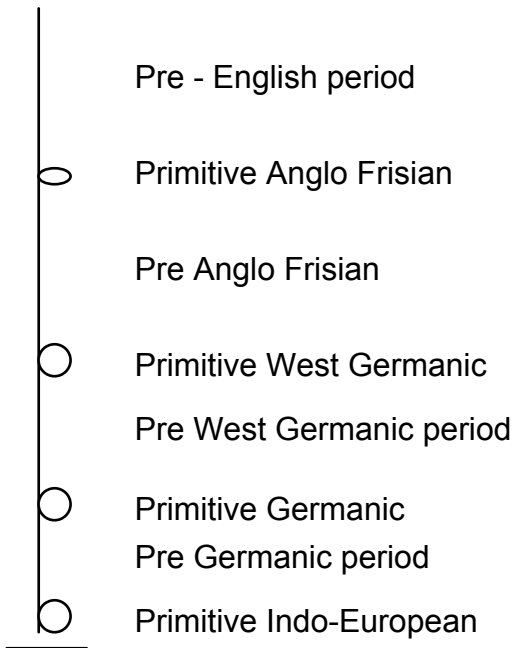 Pre - English period
Primitive Anglo Frisian
Pre Anglo Frisian
Primitive West Germanic
Pre West Germanic period
Primitive Germanic
Pre Germanic period
Primitive Indo-European